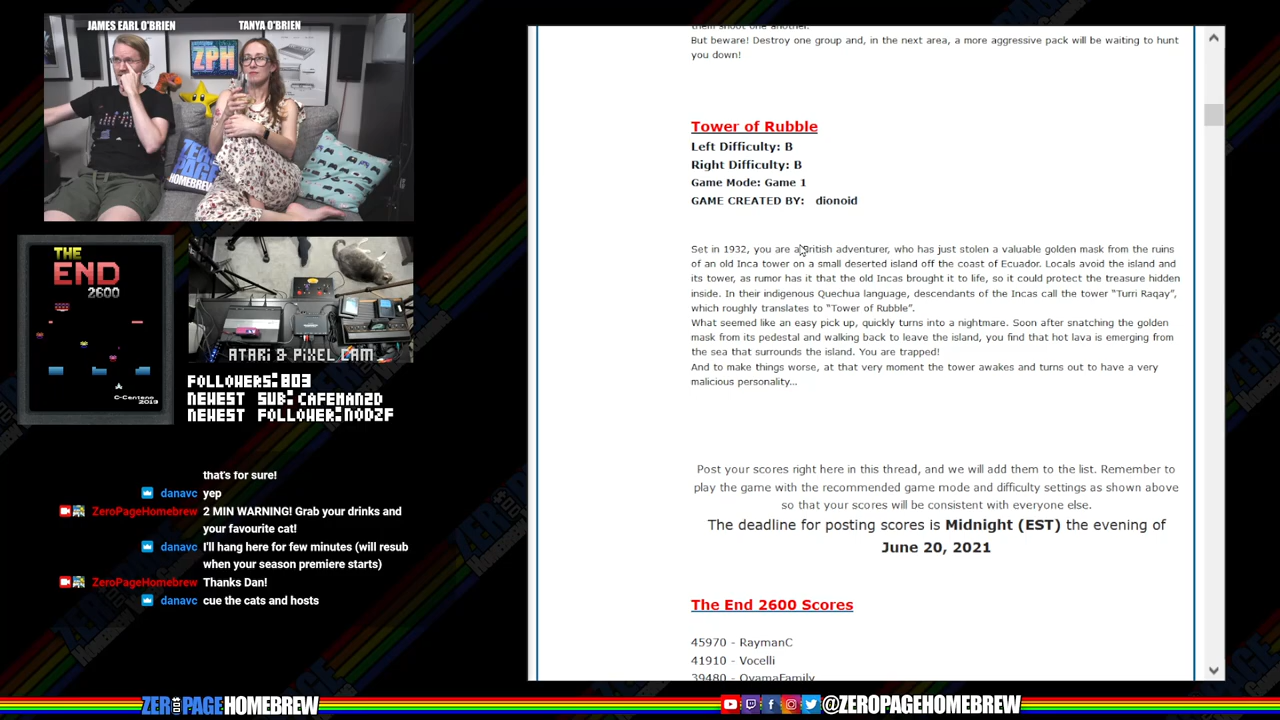 JAMES EARL O'BRIEN
TANYA O'BRIEN
ZPH
ZERO PAGE
HOMEBREW
THE
END
2600
C-Centeno
2019
ATARI & PIXEL CAM
FOLLOWERS:803
NEWEST SUB:CAFEMAN2D
NEWEST FOLLOWER:NODZF
that's for sure!
danavc yep
ZeroPageHomebrew 2 MIN WARNING! Grab your drinks and
your favourite cat!
danavc I'll hang here for few minutes (will resub
when your season premiere starts)
ZeroPageHomebrew Thanks Dan!
danavc cue the cats and hosts
them shoot one another.
But beware! Destroy one group and, in the next area, a more aggressive pack will be waiting to hunt
you down!
Tower of Rubble
Left Difficulty: B
Right Difficulty: B
Game Mode: Game 1
GAME CREATED BY: dionoid
Set in 1932, you are a British adventurer, who has just stolen a valuable golden mask from the ruins
of an old Inca tower on a small deserted island off the coast of Ecuador. Locals avoid the island and
its tower, as rumor has it that the old Incas brought it to life, so it could protect the treasure hidden
inside. In their indigenous Quechua language, descendants of the Incas call the tower “Turri Raqay”,
which roughly translates to “Tower of Rubble”.
What seemed like an easy pick up, quickly turns into a nightmare. Soon after snatching the golden
mask from its pedestal and walking back to leave the island, you find that hot lava is emerging from
the sea that surrounds the island. You are trapped!
And to make things worse, at that very moment the tower awakes and turns out to have a very
malicious personality...
Post your scores right here in this thread, and we will add them to the list. Remember to
play the game with the recommended game mode and difficulty settings as shown above
so that your scores will be consistent with everyone else.
The deadline for posting scores is Midnight (EST) the evening of
June 20, 2021
The End 2600 Scores
45970 - RaymanC
41910 - Vocelli
39480 - OyamaFamily
ZERO PAGE HOMEBREW
@ZEROPAGEHOMEBREW